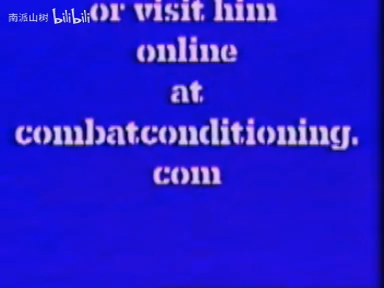 南派山树 bilibili
or visit him
online
at
combatconditioning.
com